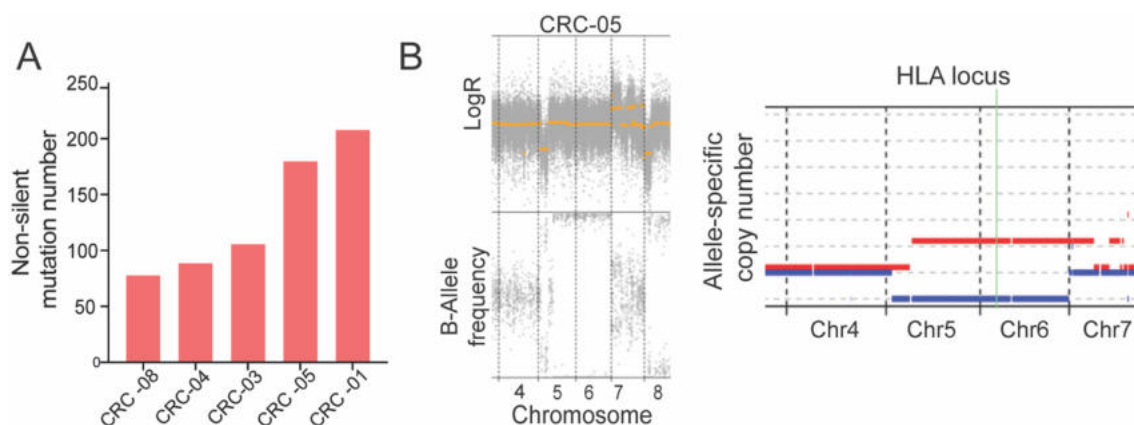 A
Non-silent
mutation number
250
200
150
100
50
0
CRC -08
CRC-04
CRC-03
CRC -05
CRC -01
B
CRC-05
LogR
B-Allele
frequency
4 5 6 7 8
Chromosome
HLA locus
Allele-specific
copy number
Chr4 Chr5 Chr6 Chr7